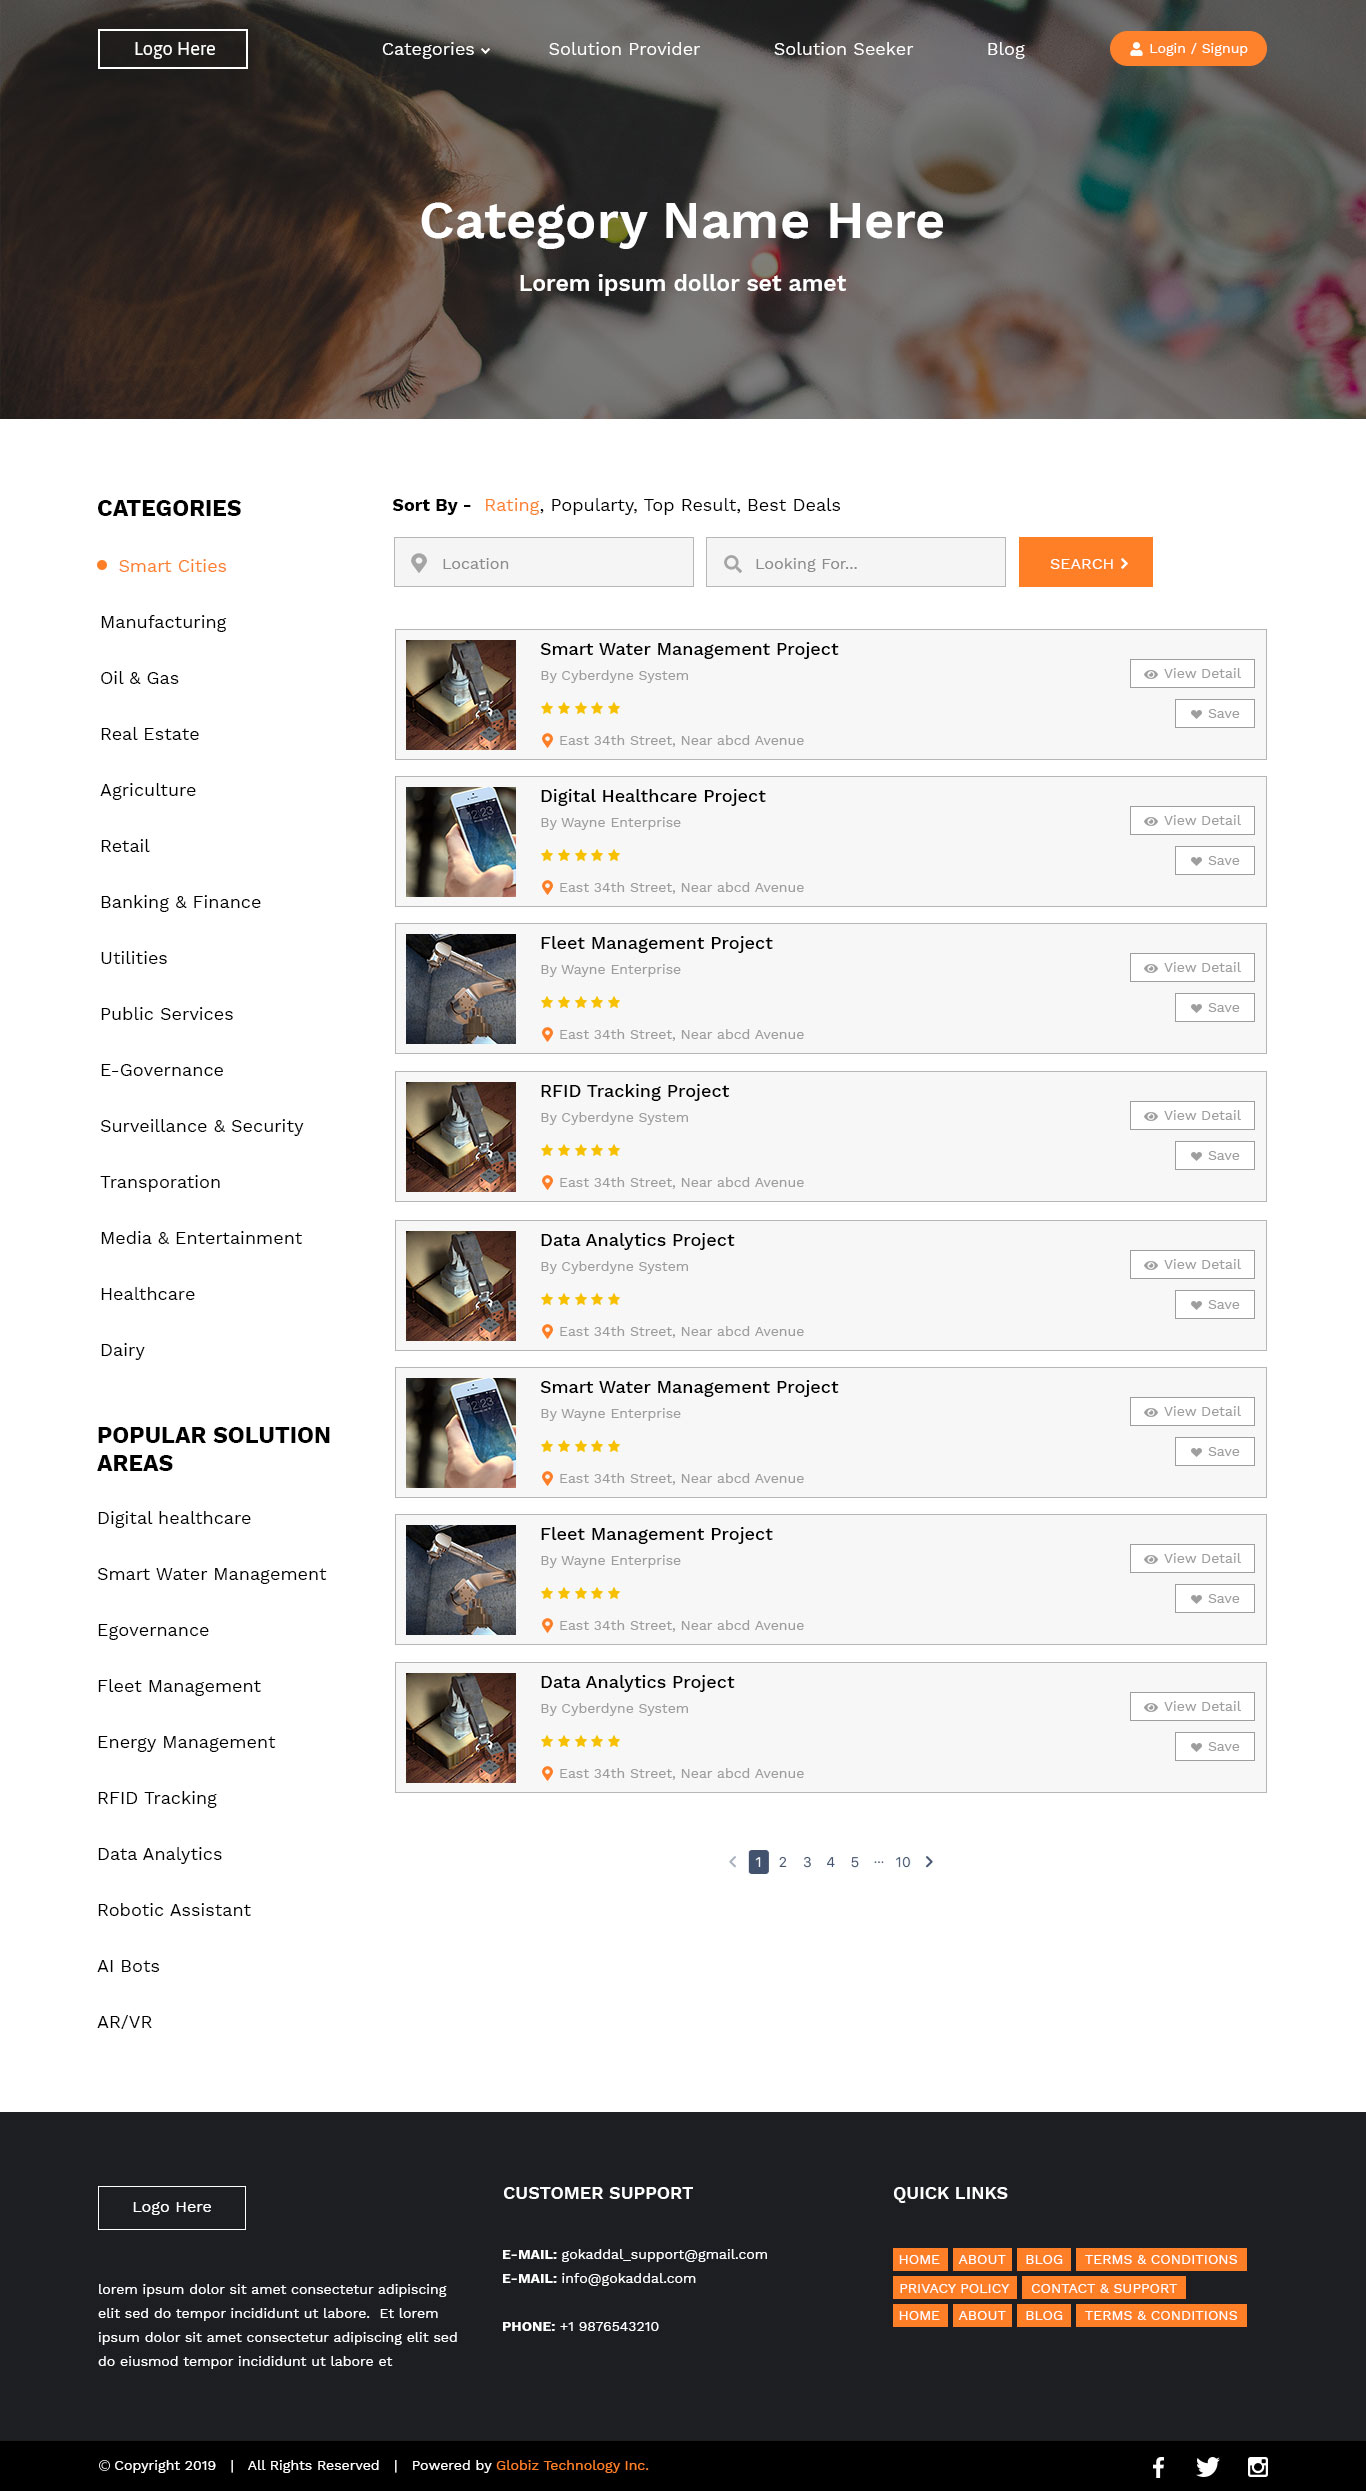 Logo Here
Categories
Solution Provider
Solution Seeker
Blog
Login / Signup
Category Name Here
Lorem ipsum dollor set amet
CATEGORIES
Smart Cities
Manufacturing
Oil & Gas
Real Estate
Agriculture
Retail
Banking & Finance
Utilities
Public Services
E-Governance
Surveillance & Security
Transporation
Media & Entertainment
Healthcare
Dairy
POPULAR SOLUTION
AREAS
Digital healthcare
Smart Water Management
Egovernance
Fleet Management
Energy Management
RFID Tracking
Data Analytics
Robotic Assistant
AI Bots
AR/VR
Sort By - Rating, Popularty, Top Result, Best Deals
Location
Looking For...
SEARCH
Smart Water Management Project
By Cyberdyne System
East 34th Street, Near abcd Avenue
View Detail
Save
12:23
Digital Healthcare Project
By Wayne Enterprise
East 34th Street, Near abcd Avenue
View Detail
Save
Fleet Management Project
By Wayne Enterprise
East 34th Street, Near abcd Avenue
View Detail
Save
RFID Tracking Project
By Cyberdyne System
East 34th Street, Near abcd Avenue
View Detail
Save
Data Analytics Project
By Cyberdyne System
East 34th Street, Near abcd Avenue
View Detail
Save
12:23
Smart Water Management Project
By Wayne Enterprise
East 34th Street, Near abcd Avenue
View Detail
Save
Fleet Management Project
By Wayne Enterprise
East 34th Street, Near abcd Avenue
View Detail
Save
Data Analytics Project
By Cyberdyne System
East 34th Street, Near abcd Avenue
View Detail
Save
1 2 3 4 5 ... 10
Logo Here
lorem ipsum dolor sit amet consectetur adipiscing
elit sed do tempor incididunt ut labore. Et lorem
ipsum dolor sit amet consectetur adipiscing elit sed
do eiusmod tempor incididunt ut labore et
CUSTOMER SUPPORT
E-MAIL: gokaddal_support@gmail.com
E-MAIL: info@gokaddal.com
PHONE: +1 9876543210
QUICK LINKS
HOME ABOUT BLOG TERMS & CONDITIONS
PRIVACY POLICY CONTACT & SUPPORT
HOME ABOUT BLOG TERMS & CONDITIONS
© Copyright 2019 | All Rights Reserved | Powered by Globiz Technology Inc.